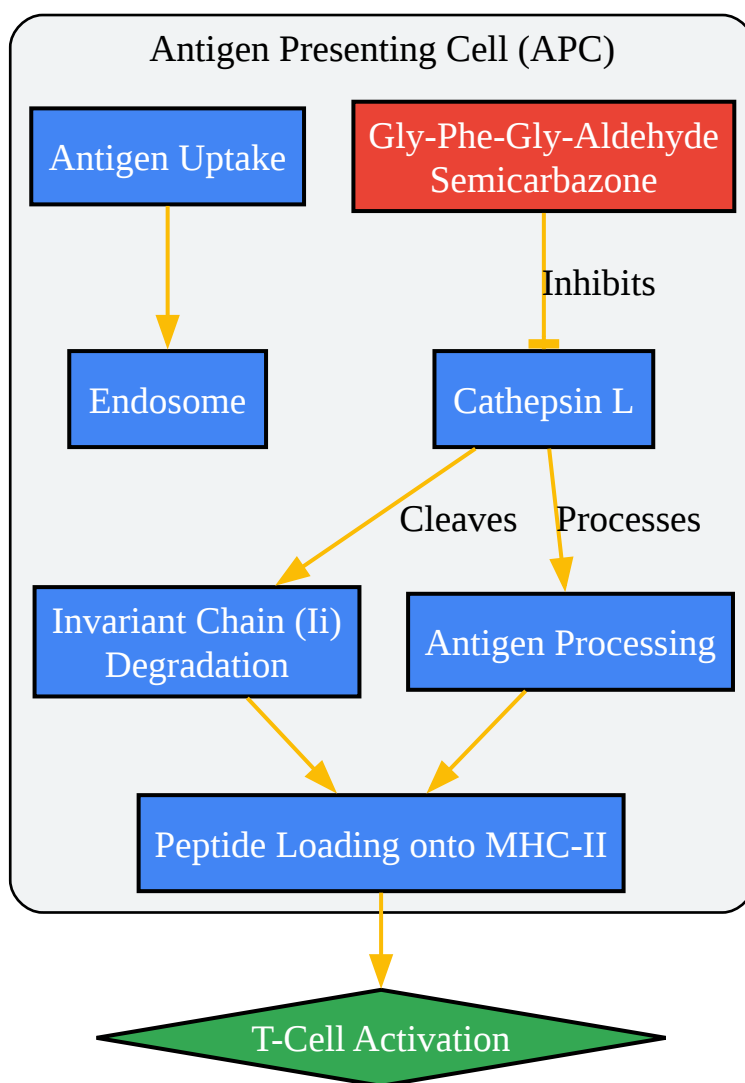 Antigen Presenting Cell (APC)
Antigen Uptake
Gly-Phe-Gly-Aldehyde
Semicarbazone
Inhibits
Endosome
Cathepsin L
Cleaves
Processes
Invariant Chain (Ii)
Degradation
Antigen Processing
Peptide Loading onto MHC-II
T-Cell Activation